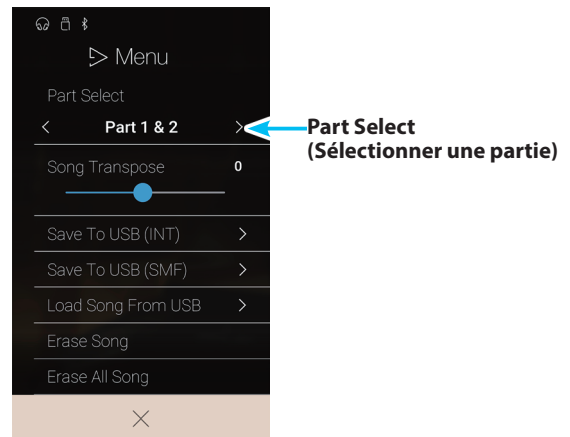 Menu
Part Select
Part 1 & 2
Part Select
(Sélectionner une partie)
Song Transpose 0
Save To USB (INT)
Save To USB (SMF)
Load Song From USB
Erase Song
Erase All Song